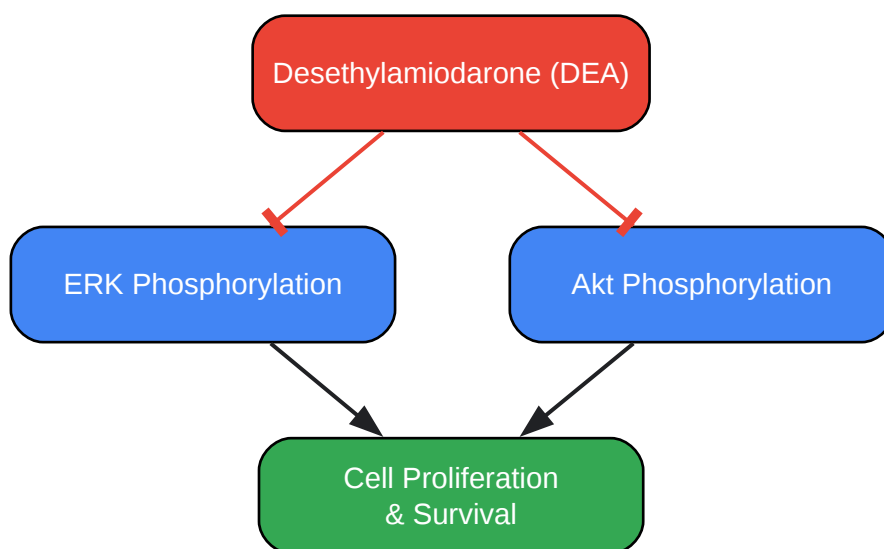 Desethylamiodarone (DEA)
ERK Phosphorylation
Akt Phosphorylation
Cell Proliferation
& Survival